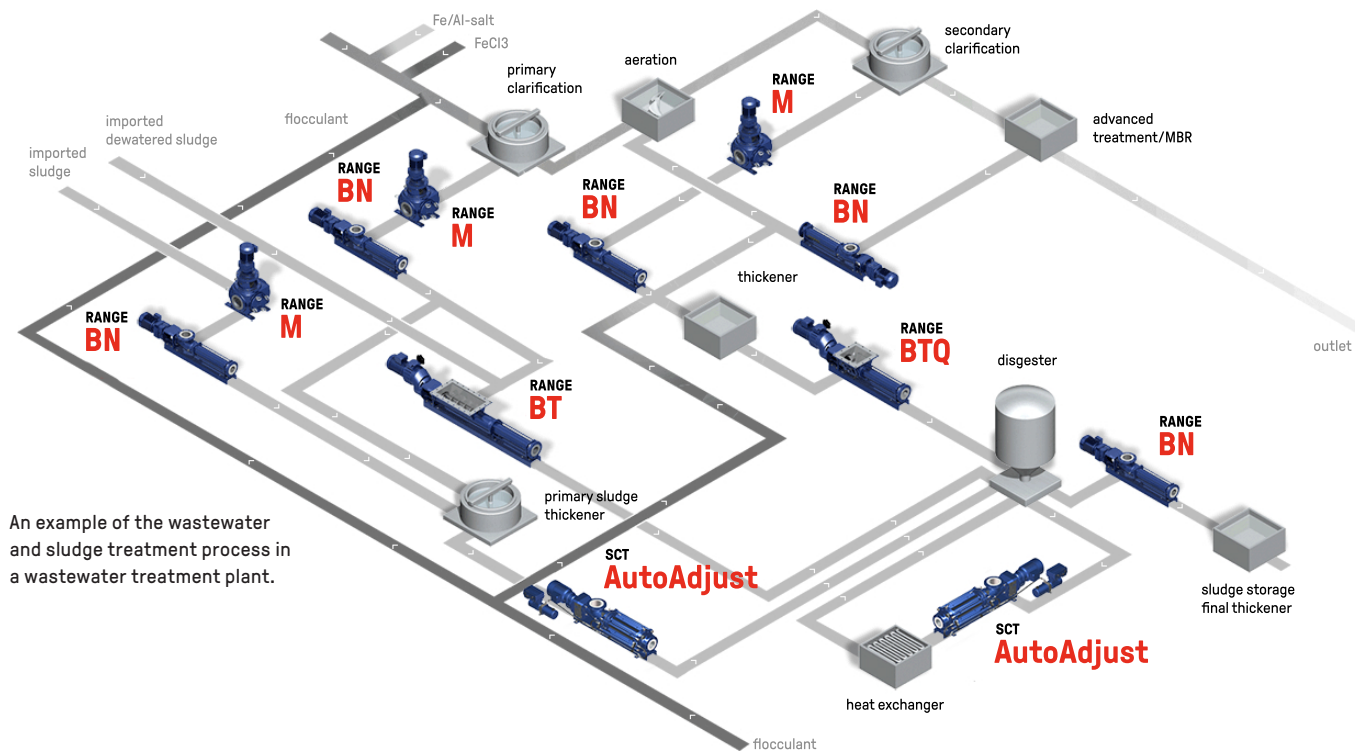 Fe/Al-salt
FeCl3
primary
clarification
aeration
secondary
clarification
RANGE
M
advanced
treatment/MBR
flocculant
imported
dewatered sludge
imported
sludge
RANGE
BN
RANGE
M
RANGE
BN
RANGE
BN
thickener
RANGE
BN
RANGE
M
RANGE
BTQ
disgester
outlet
RANGE
BT
RANGE
BN
primary sludge
thickener
An example of the wastewater
and sludge treatment process in
a wastewater treatment plant.
SCT
AutoAdjust
sludge storage
final thickener
SCT
AutoAdjust
heat exchanger
flocculant